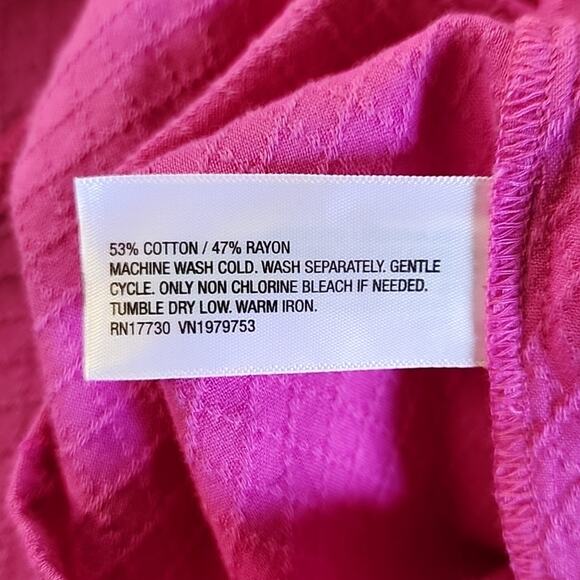 53% COTTON / 47% RAYON
MACHINE WASH COLD. WASH SEPARATELY. GENTLE
CYCLE. ONLY NON CHLORINE BLEACH IF NEEDED.
TUMBLE DRY LOW. WARM IRON.
RN17730 VN1979753